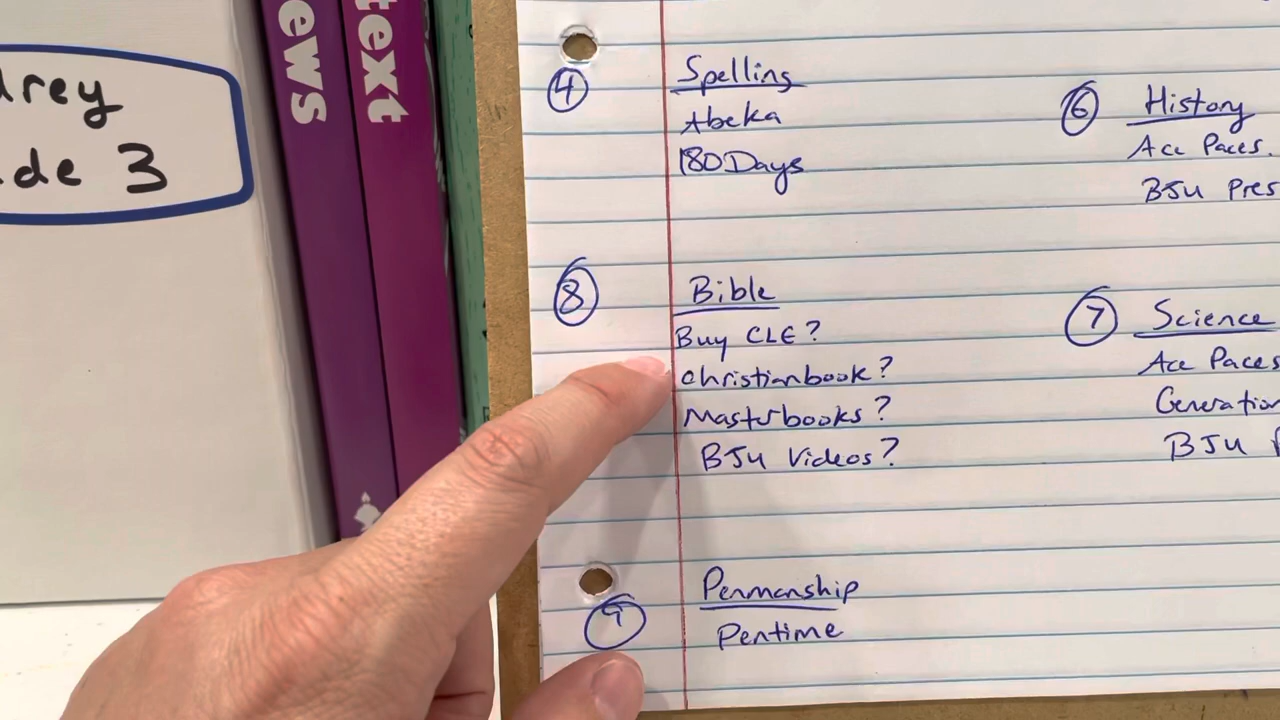 ews
text
rey
de 3
4
Spelling
Abeka
180 Days
6
History
Ace Paces.
BJU Pres
8
Bible
Buy CLE?
Christianbook?
Masterbooks?
BJU Videos?
7
Science
Ace Paces
Generation
BJU
9
Penmanship
Pentime